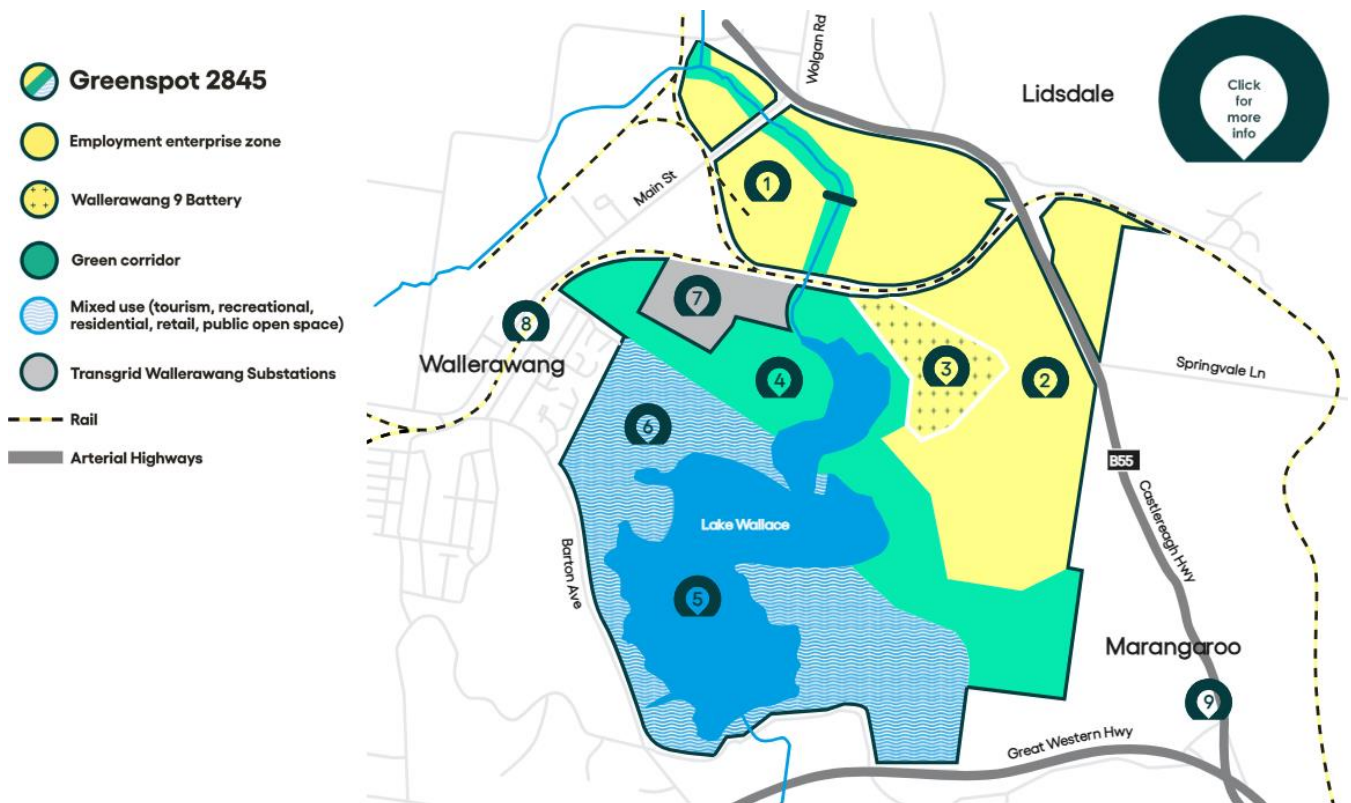 Greenspot 2845
Employment enterprise zone
Wallerawang 9 Battery
Green corridor
Mixed use (tourism, recreational,
residential, retail, public open space)
Transgrid Wallerawang Substations
Rail
Arterial Highways
Wolgan Rd
Lidsdale
Click
for
more
info
Main St
1
7
8
Wallerawang
4
3
2
Springvale Ln
6
B55
Castlereagh Hwy
Lake Wallace
Barton Ave
5
Marangaroo
9
Great Western Hwy